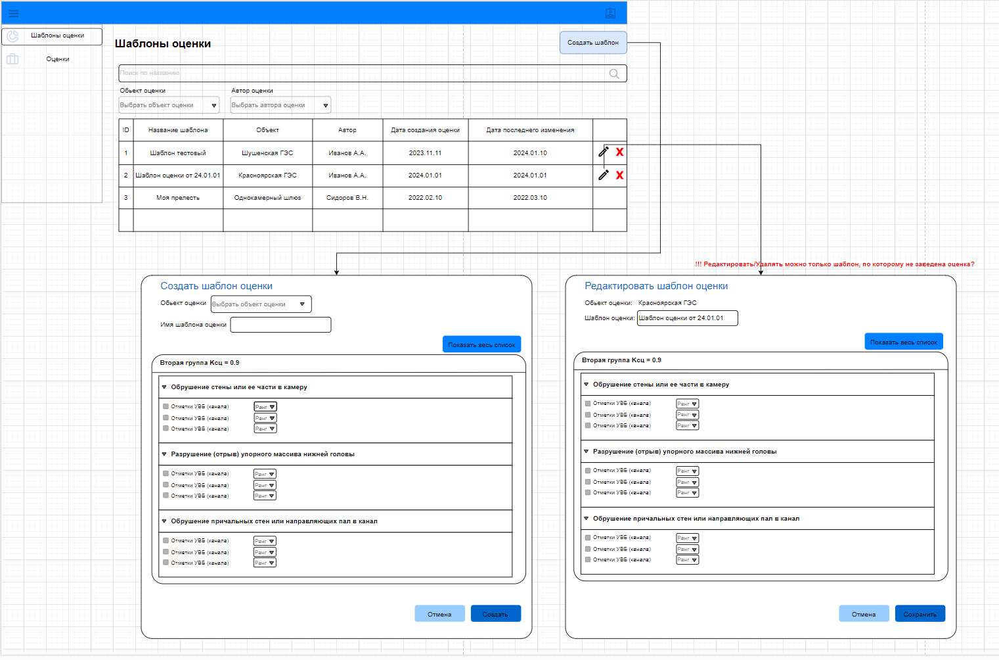 Шаблоны оценки
Оценки
Шаблоны оценки
Создать шаблон
Поиск по названию
Обьект оценки
Автор оценки
Выбрать объект оценки
Выбрать автора оценки
ID Название шаблона Объект Автор Дата создания оценки Дата последнего изменения
1 Шаблон тестовый Шушенская ГЭС Иванов А.А. 2023.11.11 2024.01.10 X
2 Шаблон оценки от 24.01.01 Красноярская ГЭС Иванов А.А. 2024.01.01 2024.01.01 X
3 Моя прелесть Однокамерный шлюз Сидоров В.Н. 2022.02.10 2022.03.10
!!! Редактировать/Удалять можно только шаблон, по которому не заведена оценка?
Создать шаблон оценки
Обьект оценки Выбрать объект оценки
Имя шаблона оценки
Показать весь список
Вторая группа Ксц = 0.9
Обрушение стены или ее части в камеру
Отметки УВБ (канала) Ранг
Отметки УВБ (канала) Ранг
Отметки УВБ (канала) Ранг
Разрушение (отрыв) упорного массива нижней головы
Отметки УВБ (канала) Ранг
Отметки УВБ (канала) Ранг
Отметки УВБ (канала) Ранг
Обрушение причальных стен или направляющих пал в канал
Отметки УВБ (канала) Ранг
Отметки УВБ (канала) Ранг
Отметки УВБ (канала) Ранг
Отмена
Создать
Редактировать шаблон оценки
Обьект оценки: Красноярская ГЭС
Шаблон оценки: Шаблон оценки от 24.01.01
Показать весь список
Вторая группа Ксц = 0.9
Обрушение стены или ее части в камеру
Отметки УВБ (канала) Ранг
Отметки УВБ (канала) Ранг
Отметки УВБ (канала) Ранг
Разрушение (отрыв) упорного массива нижней головы
Отметки УВБ (канала) Ранг
Отметки УВБ (канала) Ранг
Отметки УВБ (канала) Ранг
Обрушение причальных стен или направляющих пал в канал
Отметки УВБ (канала) Ранг
Отметки УВБ (канала) Ранг
Отметки УВБ (канала) Ранг
Отмена
Сохранить